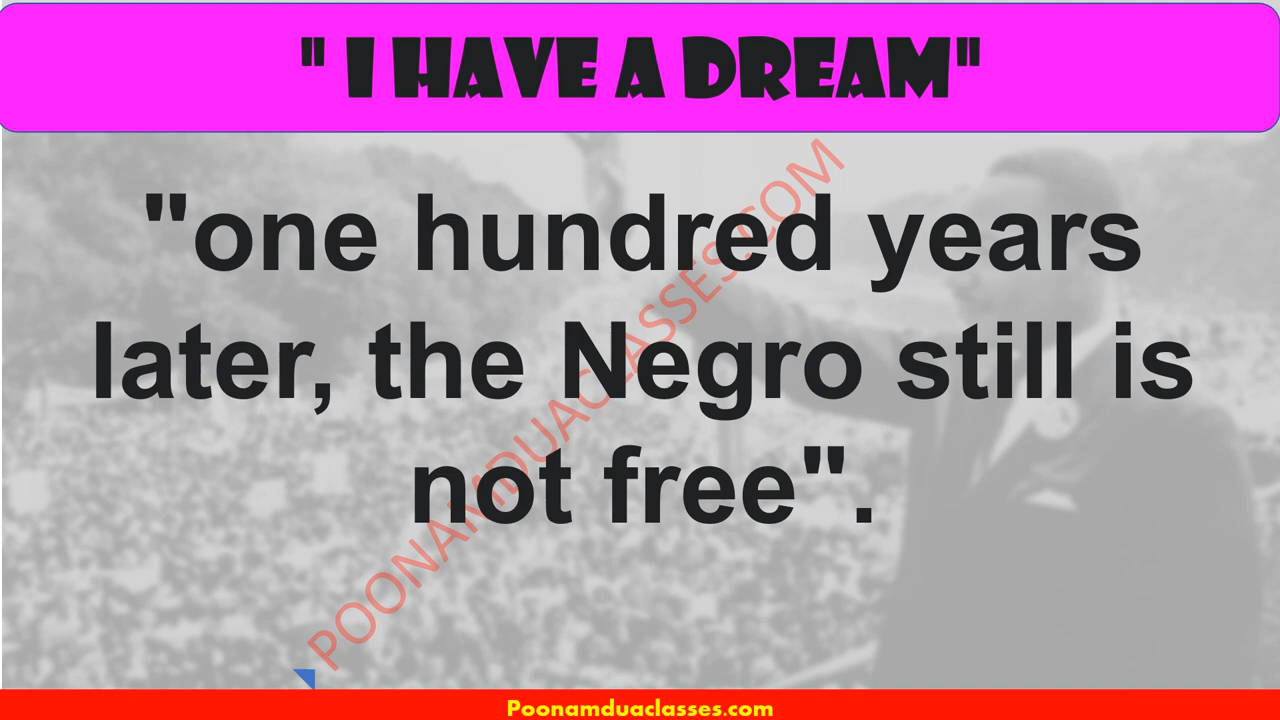 " I HAVE A DREAM"
"one hundred years
later, the Negro still is
not free".
POONAMDUACLASSES.COM
Poonamduaclasses.com